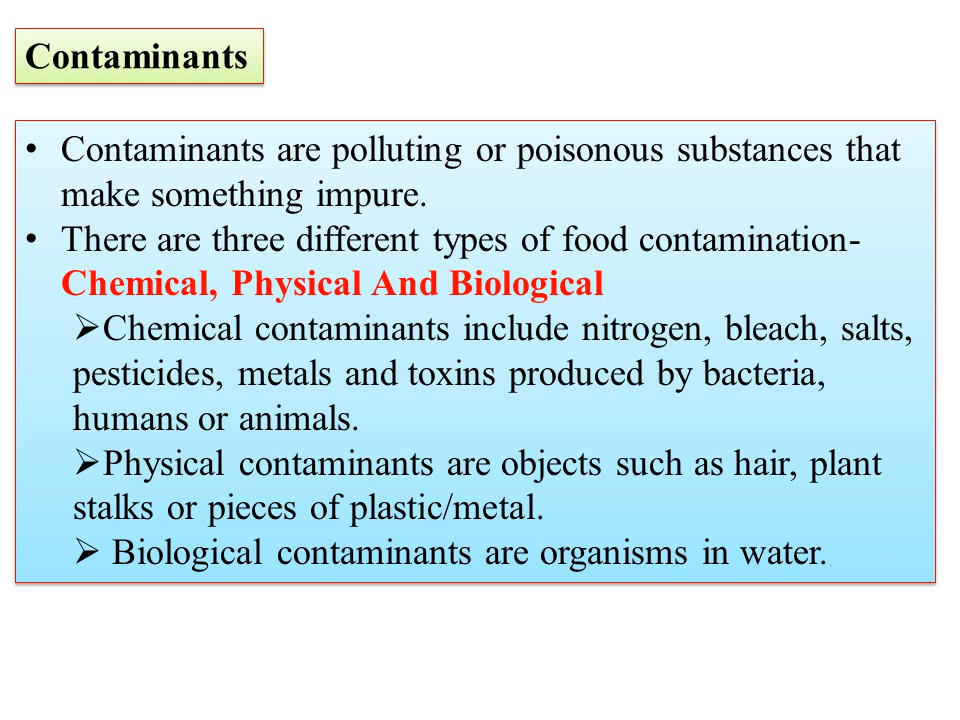 Contaminants
• Contaminants are polluting or poisonous substances that
make something impure.
• There are three different types of food contamination-
Chemical, Physical And Biological
➢Chemical contaminants include nitrogen, bleach, salts,
pesticides, metals and toxins produced by bacteria,
humans or animals.
➢Physical contaminants are objects such as hair, plant
stalks or pieces of plastic/metal.
➢ Biological contaminants are organisms in water.